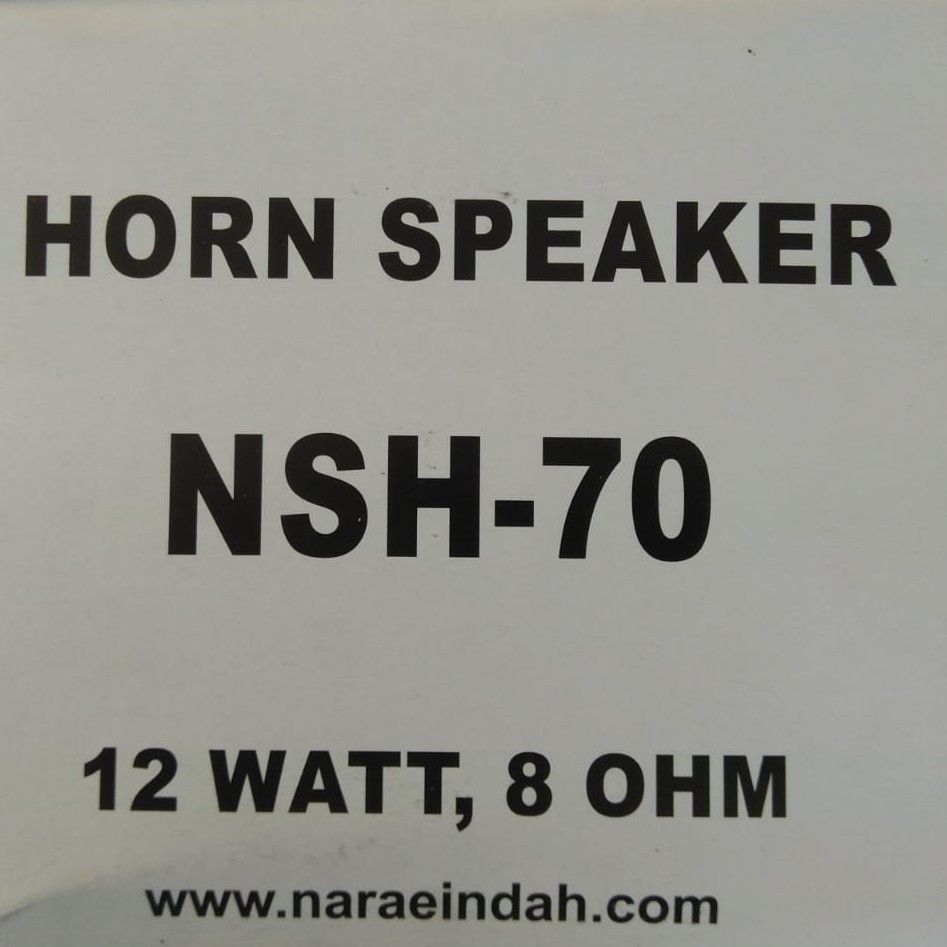 HORN SPEAKER
NSH-70
12 WATT, 8 OHM
www.naraeindah.com